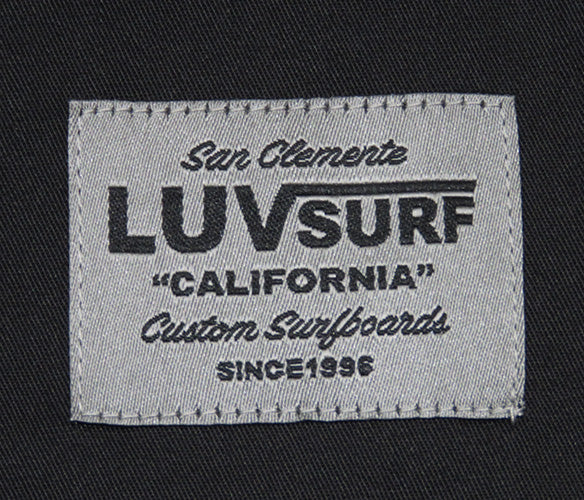 San Clemente
LUVSURF
“CALIFORNIA”
Custom Surfboards
SINCE1996